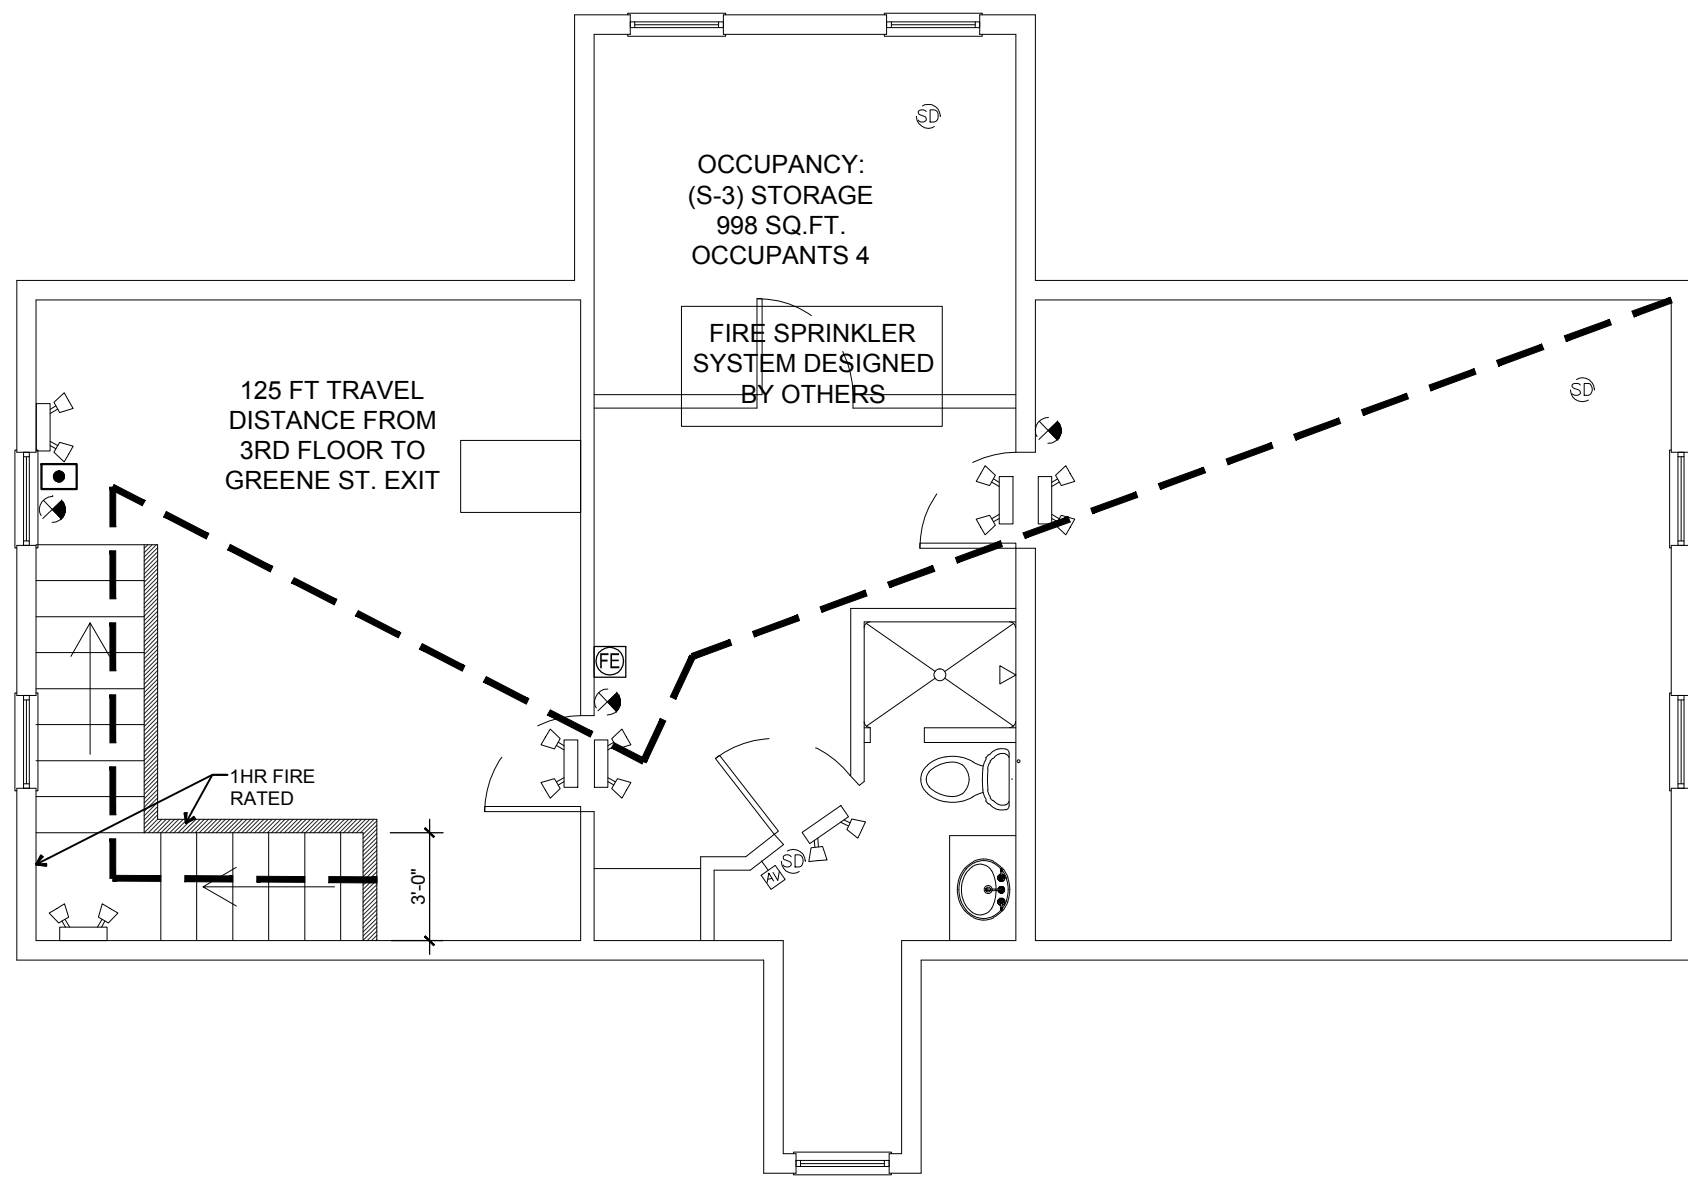 SD
OCCUPANCY:
(S-3) STORAGE
998 SQ.FT.
OCCUPANTS 4
FIRE SPRINKLER
SYSTEM DESIGNED
BY OTHERS
125 FT TRAVEL
DISTANCE FROM
3RD FLOOR TO
GREENE ST. EXIT
SD
FE
1HR FIRE
RATED
3'-0"
SD
AV